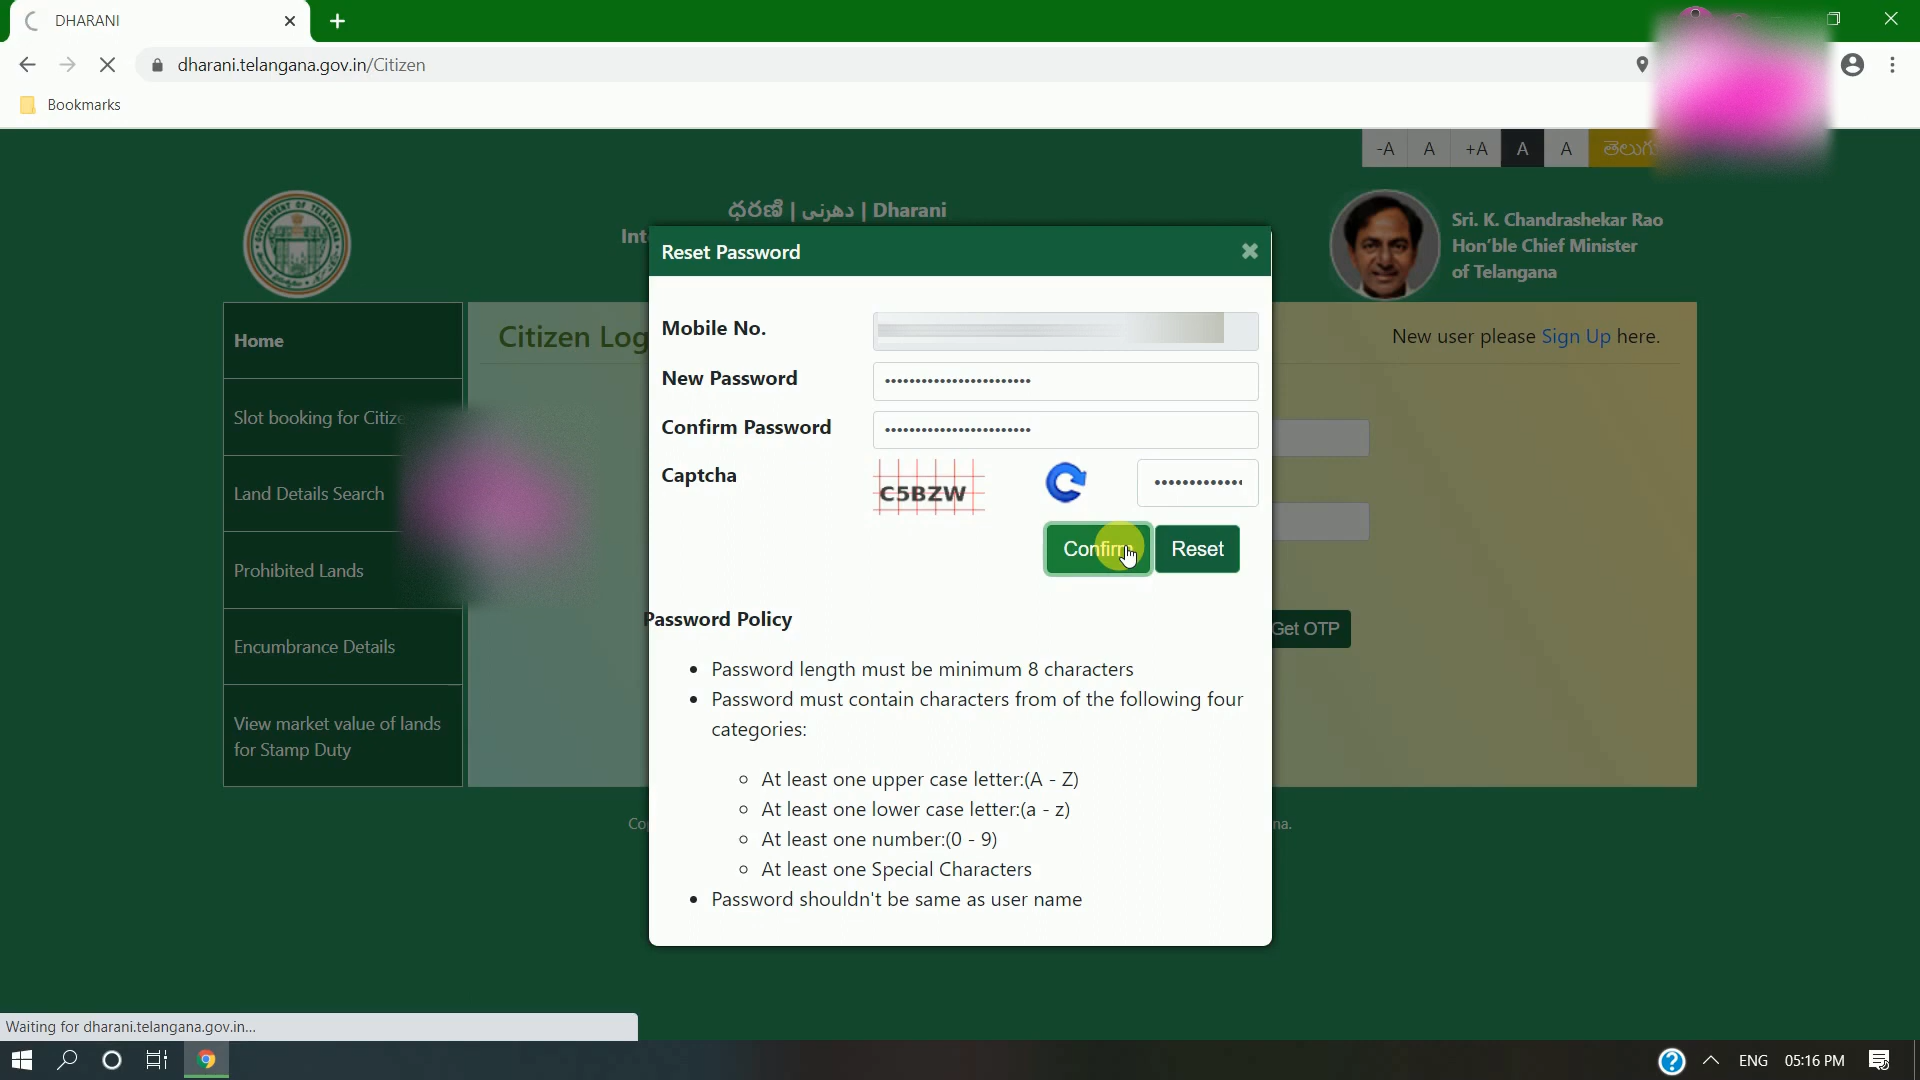 DHARANI
dharani.telangana.gov.in/Citizen
Bookmarks
-A A +A A A
ధరణి | دھرنی | Dharani
Sri. K. Chandrashekar Rao
Hon'ble Chief Minister
of Telangana
Reset Password
Home
Citizen
New user please Sign Up here.
Mobile No.
New Password
Confirm Password
Captcha
C5BZW
Confirm
Reset
Slot booking for
Land Details Search
Prohibited Lands
Encumbrance Details
View market value of lands
for Stamp Duty
Get OTP
Password Policy
Password length must be minimum 8 characters
Password must contain characters from of the following four
categories:
At least one upper case letter:(A - Z)
At least one lower case letter:(a - z)
At least one number:(0 - 9)
At least one Special Characters
Password shouldn't be same as user name
Waiting for dharani.telangana.gov.in...
ENG 05:16 PM